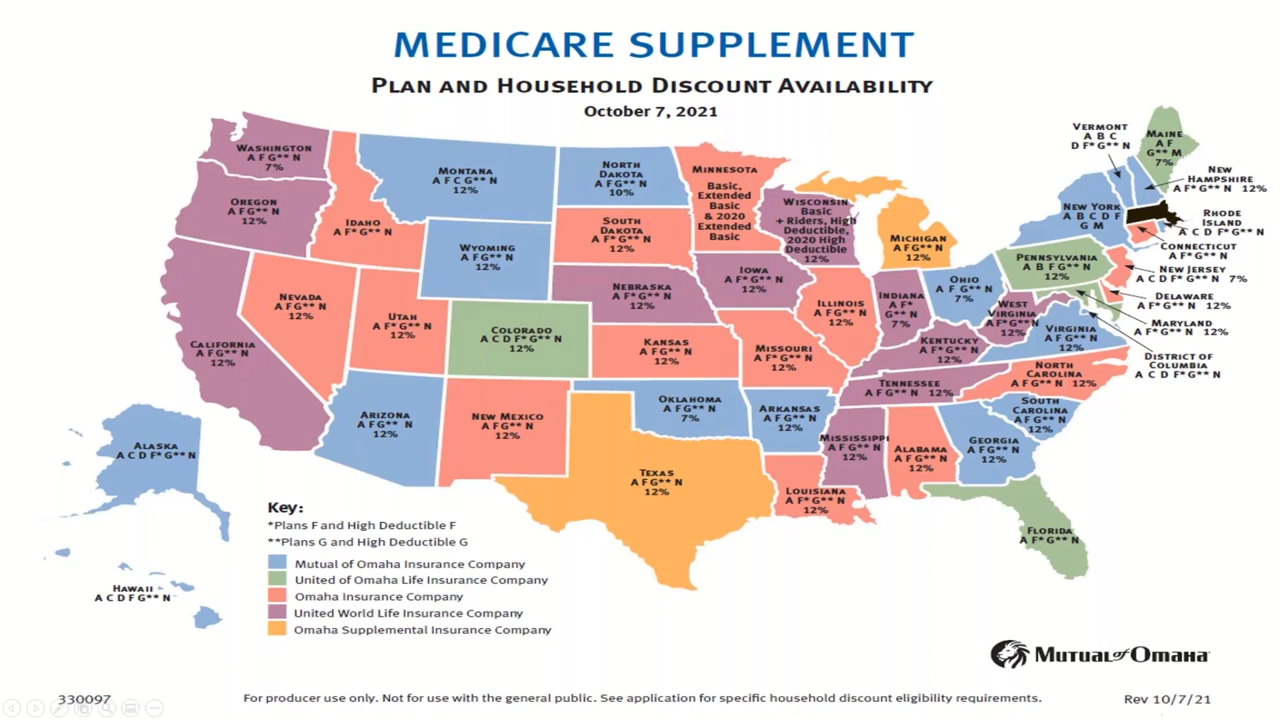 MEDICARE SUPPLEMENT
PLAN AND HOUSEHOLD DISCOUNT AVAILABILITY
October 7, 2021
WASHINGTON
A F G** N
7%
OREGON
A F G** N
12%
CALIFORNIA
A F G** N
12%
IDAHO
A F* G** N
NEVADA
A F G** N
12%
MONTANA
A F C G** N
12%
WYOMING
A F G** N
12%
UTAH
A F* G** N
12%
COLORADO
A C D F* G** N
12%
ARIZONA
A F G** N
12%
NEW MEXICO
A F G** N
12%
NORTH
DAKOTA
A F G** N
10%
SOUTH
DAKOTA
A F* G** N
12%
NEBRASKA
A F* G** N
12%
KANSAS
A F G** N
12%
OKLAHOMA
A F* G** N
7%
TEXAS
A F G** N
12%
MINNESOTA
Basic,
Extended
Basic
& 2020
Extended
Basic
WISCONSIN
Basic
+ Riders, High
Deductible,
2020 High
Deductible
12%
IOWA
A F* G** N
12%
MISSOURI
A F* G** N
12%
ARKANSAS
A F G** N
12%
LOUISIANA
A F* G** N
12%
ILLINOIS
A F* G** N
12%
MICHIGAN
A F G** N
12%
INDIANA
A F*
G** N
7%
OHIO
A F G** N
7%
KENTUCKY
A F* G** N
12%
TENNESSEE
A F G** N 12%
MISSISSIPPI
A F G** N
12%
ALABAMA
A F G** N
12%
GEORGIA
A F G** N
12%
FLORIDA
A F* G** N
SOUTH
CAROLINA
A F G** N
12%
NORTH
CAROLINA
A F G** N 12%
VIRGINIA
A F G** N
12%
WEST
VIRGINIA
A F* G** N
12%
PENNSYLVANIA
A B F G** N
12%
NEW YORK
A B C D F
G M
VERMONT
A B C
D F* G** N
MAINE
A F
G** M
7%
NEW
HAMPSHIRE
A F* G** N 12%
RHODE
ISLAND
A C D F* G** N
CONNECTICUT
A F* G** N
NEW JERSEY
A C D F* G** N 7%
DELAWARE
A F* G** N 12%
MARYLAND
A F* G** N 12%
DISTRICT OF
COLUMBIA
A C D F* G** N
ALASKA
A C D F* G** N
HAWAII
A C D F G** N
Key:
*Plans F and High Deductible F
**Plans G and High Deductible G
Mutual of Omaha Insurance Company
United of Omaha Life Insurance Company
Omaha Insurance Company
United World Life Insurance Company
Omaha Supplemental Insurance Company
MUTUAL of OMAHA
330097
For producer use only. Not for use with the general public. See application for specific household discount eligibility requirements.
Rev 10/7/21